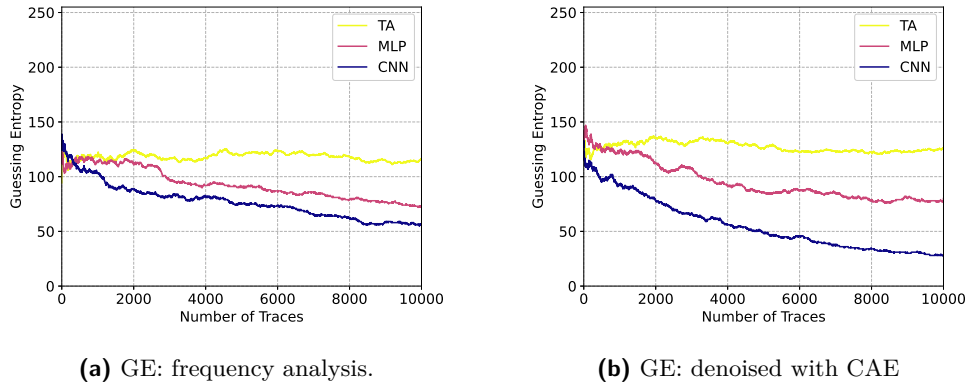 250
200
150
100
50
0
Guessing Entropy
TA
MLP
CNN
0 2000 4000 6000 8000 10000
Number of Traces
(a) GE: frequency analysis.
250
200
150
100
50
0
Guessing Entropy
TA
MLP
CNN
0 2000 4000 6000 8000 10000
Number of Traces
(b) GE: denoised with CAE